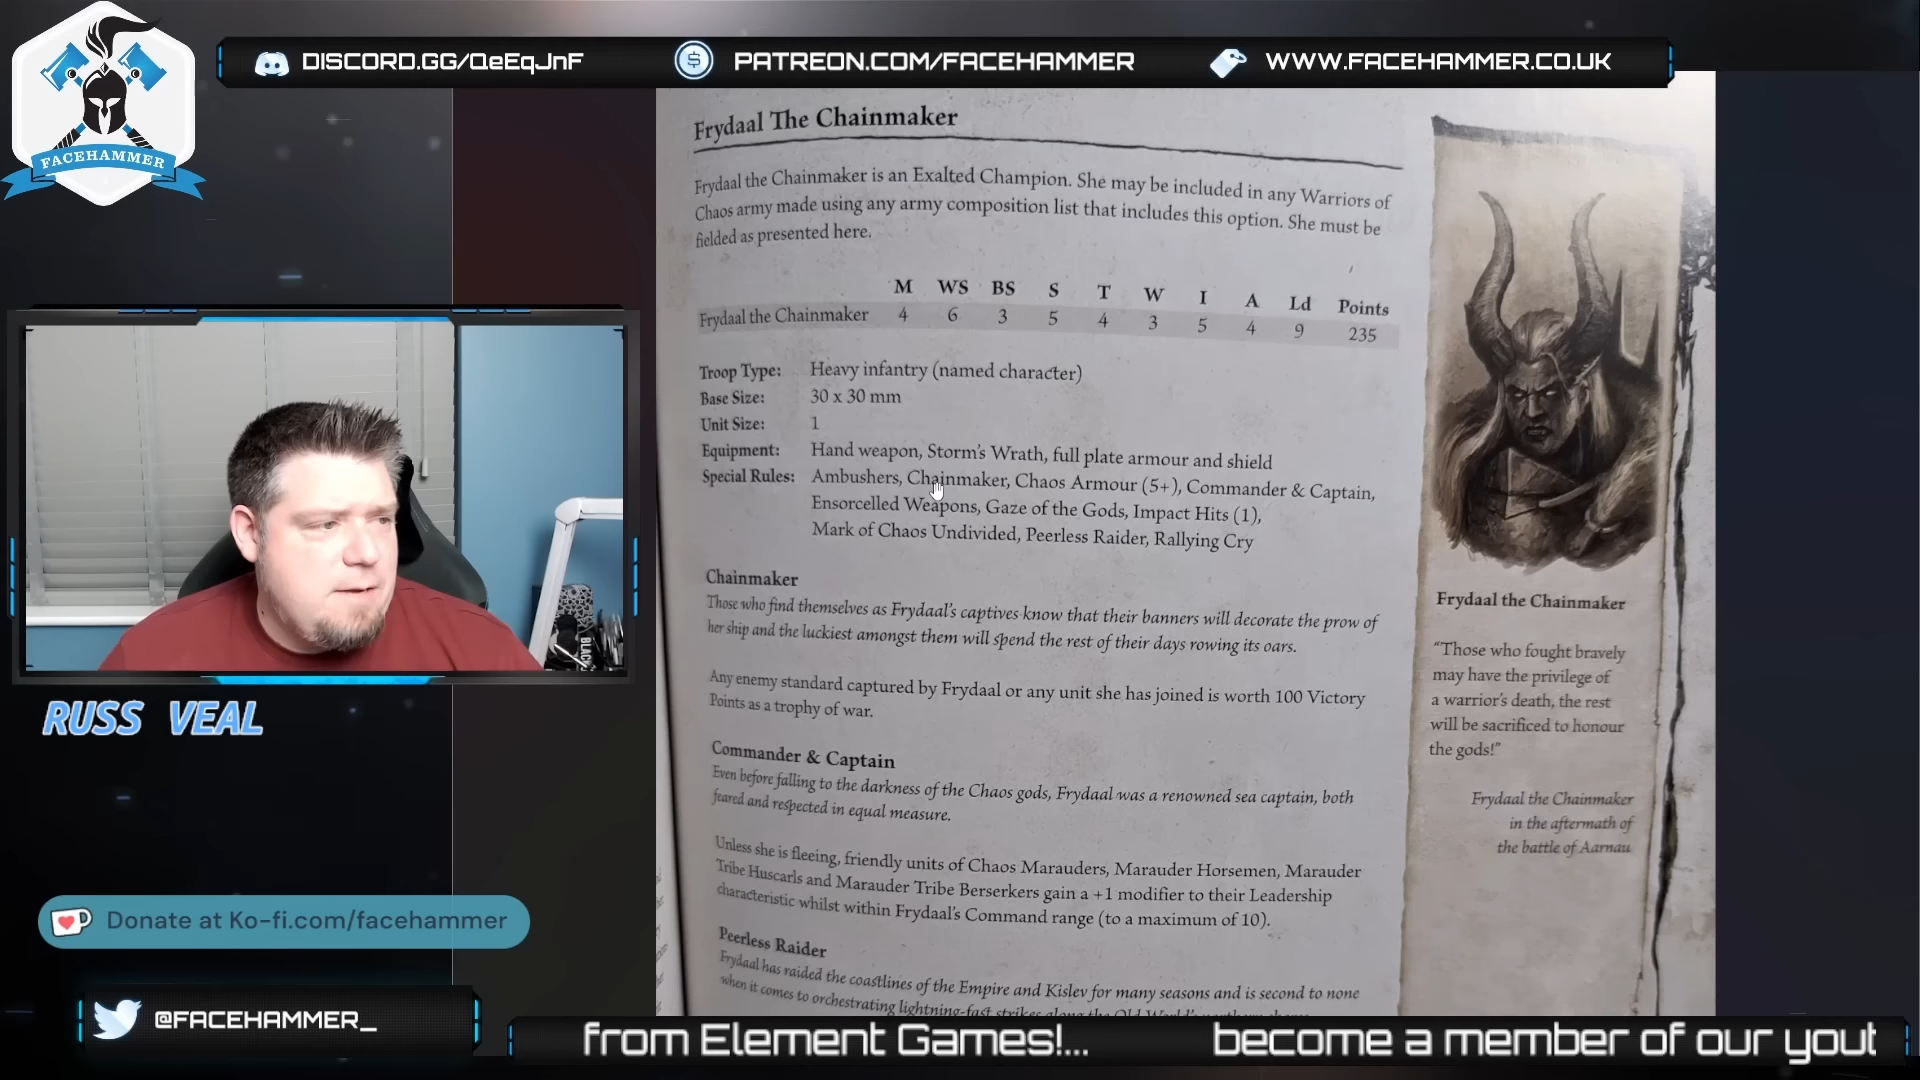 DISCORD.GG/QeEqJnF
PATREON.COM/FACEHAMMER
WWW.FACEHAMMER.CO.UK
FACEHAMMER
Frydaal The Chainmaker
Frydaal the Chainmaker is an Exalted Champion. She may be included in any Warriors of
Chaos army made using any army composition list that includes this option. She must be
fielded as presented here.
M WS BS S T W I A Ld Points
Frydaal the Chainmaker 4 6 3 5 4 3 5 4 9 235
Troop Type: Heavy infantry (named character)
Base Size: 30 x 30 mm
Unit Size: 1
Equipment: Hand weapon, Storm's Wrath, full plate armour and shield
Special Rules: Ambushers, Chainmaker, Chaos Armour (5+), Commander & Captain,
Ensorcelled Weapons, Gaze of the Gods, Impact Hits (1),
Mark of Chaos Undivided, Peerless Raider, Rallying Cry
Chainmaker
Those who find themselves as Frydaal's captives know that their banners will decorate the prow of
her ship and the luckiest amongst them will spend the rest of their days rowing its oars.
Any enemy standard captured by Frydaal or any unit she has joined is worth 100 Victory
Points as a trophy of war.
Commander & Captain
Even before falling to the darkness of the Chaos gods, Frydaal was a renowned sea captain, both
feared and respected in equal measure.
Unless she is fleeing, friendly units of Chaos Marauders, Marauder Horsemen, Marauder
Tribe Huscarls and Marauder Tribe Berserkers gain a +1 modifier to their Leadership
characteristic whilst within Frydaal's Command range (to a maximum of 10).
Peerless Raider
Frydaal has raided the coastlines of the Empire and Kislev for many seasons and is second to none
when it comes to orchestrating lightning-fast strikes along the Old World's northern shores
Frydaal the Chainmaker
"Those who fought bravely
may have the privilege of
a warrior's death, the rest
will be sacrificed to honour
the gods!"
Frydaal the Chainmaker
in the aftermath of
the battle of Aarnau
RUSS VEAL
Donate at Ko-fi.com/facehammer
@FACEHAMMER_
from Element Games!... become a member of our yout